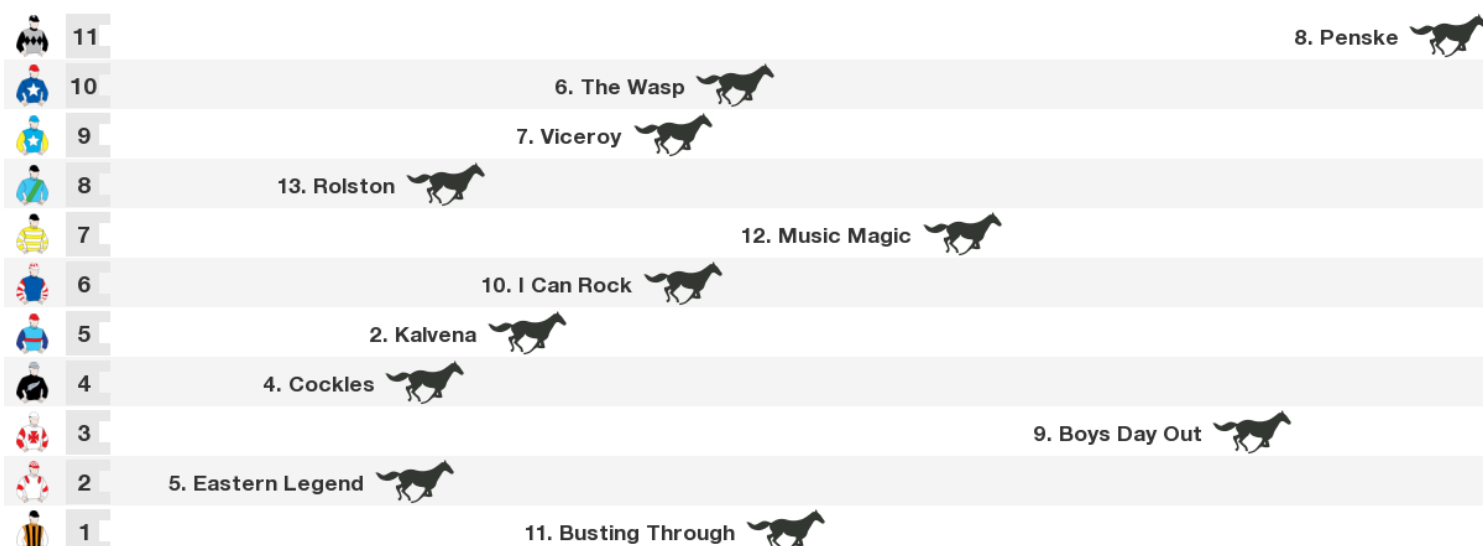 11 8. Penske
10 6. The Wasp
9 7. Viceroy
8 13. Rolston
7 12. Music Magic
6 10. I Can Rock
5 2. Kalvena
4 4. Cockles
3 9. Boys Day Out
2 5. Eastern Legend
1 11. Busting Through